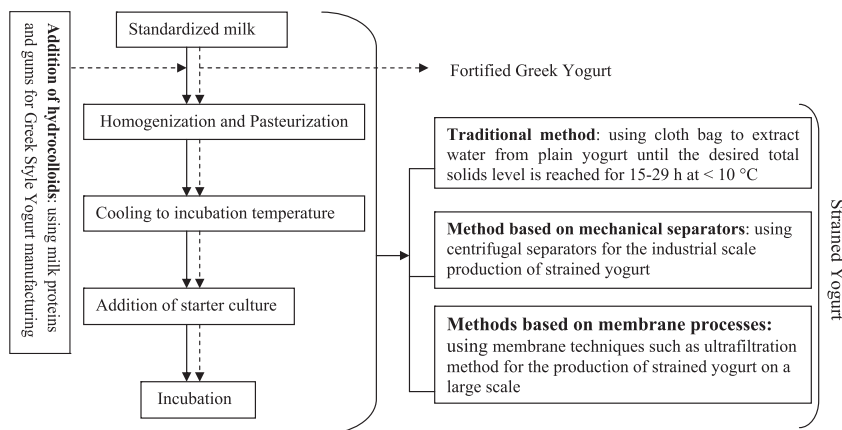 Addition of hydrocolloids: using milk proteins
and gums for Greek Style Yogurt manufacturing
Standardized milk
Fortified Greek Yogurt
Homogenization and Pasteurization
Cooling to incubation temperature
Addition of starter culture
Incubation
Traditional method: using cloth bag to extract
water from plain yogurt until the desired total
solids level is reached for 15-29 h at < 10 °C
Method based on mechanical separators: using
centrifugal separators for the industrial scale
production of strained yogurt
Methods based on membrane processes:
using membrane techniques such as ultrafiltration
method for the production of strained yogurt on a
large scale
Strained Yogurt